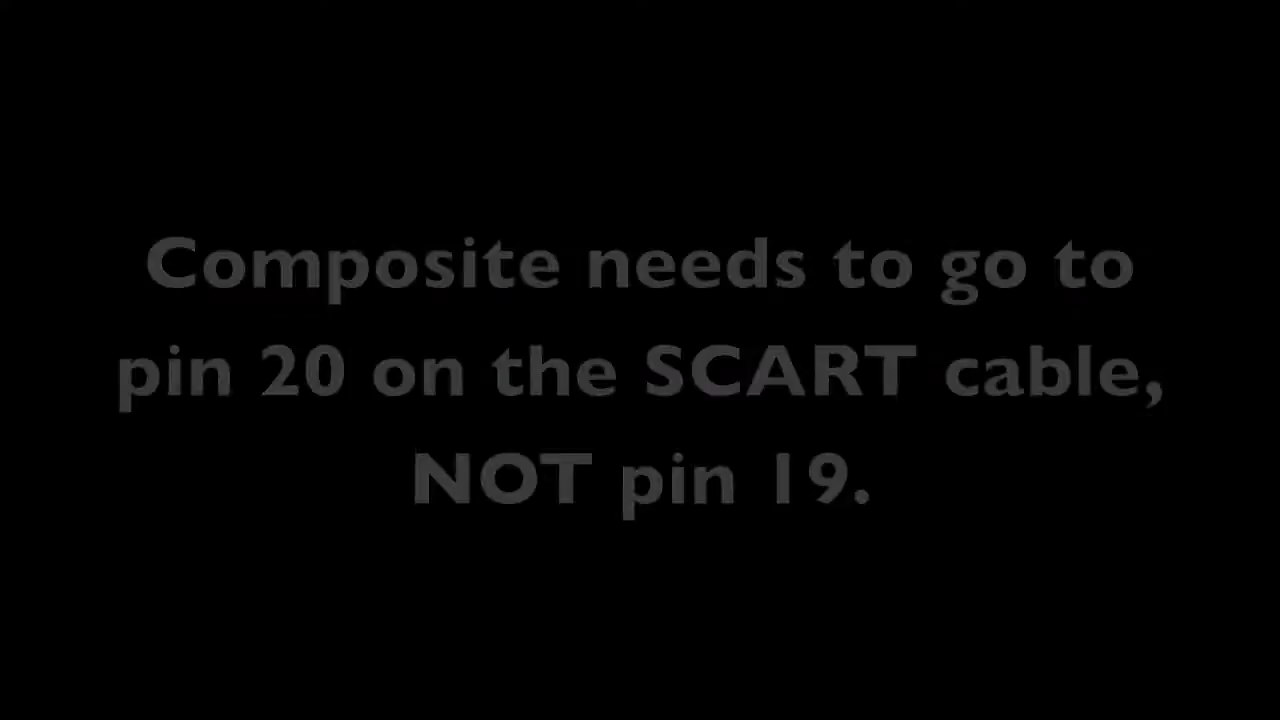 Composite needs to go to
pin 20 on the SCART cable,
NOT pin 19.